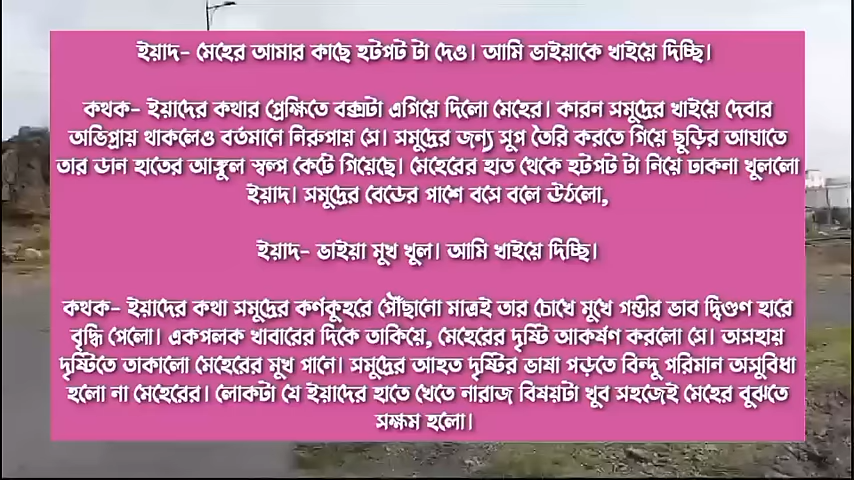 ইয়াদ- মেহের আমার কাছে হটপট টা দেও। আমি ভাইয়াকে খাইয়ে দিচ্ছি।
কথক- ইয়াদের কথার প্রেক্ষিতে বক্সটা এগিয়ে দিলো মেহের। কারন সমুদ্রের খাইয়ে দেবার
অভিপ্রায় থাকলেও বর্তমানে নিরুপায় সে। সমুদ্রের জন্য সুপ তৈরি করতে গিয়ে ছুড়ির আঘাতে
তার ডান হাতের আঙ্গুল স্বল্প কেটে গিয়েছে। মেহেরের হাত থেকে হটপট টা নিয়ে ঢাকনা খুললো
ইয়াদ। সমুদ্রের বেডের পাশে বসে বলে উঠলো,
ইয়াদ- ভাইয়া মুখ খুল। আমি খাইয়ে দিচ্ছি।
কথক- ইয়াদের কথা সমুদ্রের কর্ণকুহরে পৌঁছানো মাত্রই তার চোখে মুখে গম্ভীর ভাব দ্বিগুণ হারে
বৃদ্ধি পেলো। একপলক খাবারের দিকে তাকিয়ে, মেহেরের দৃষ্টি আকর্ষণ করলো সে। অসহায়
দৃষ্টিতে তাকালো মেহেরের মুখ পানে। সমুদ্রের আহত দৃষ্টির ভাষা পড়তে বিন্দু পরিমান অসুবিধা
হলো না মেহেরের। লোকটা যে ইয়াদের হাতে খেতে নারাজ বিষয়টা খুব সহজেই মেহের বুঝতে
সক্ষম হলো।